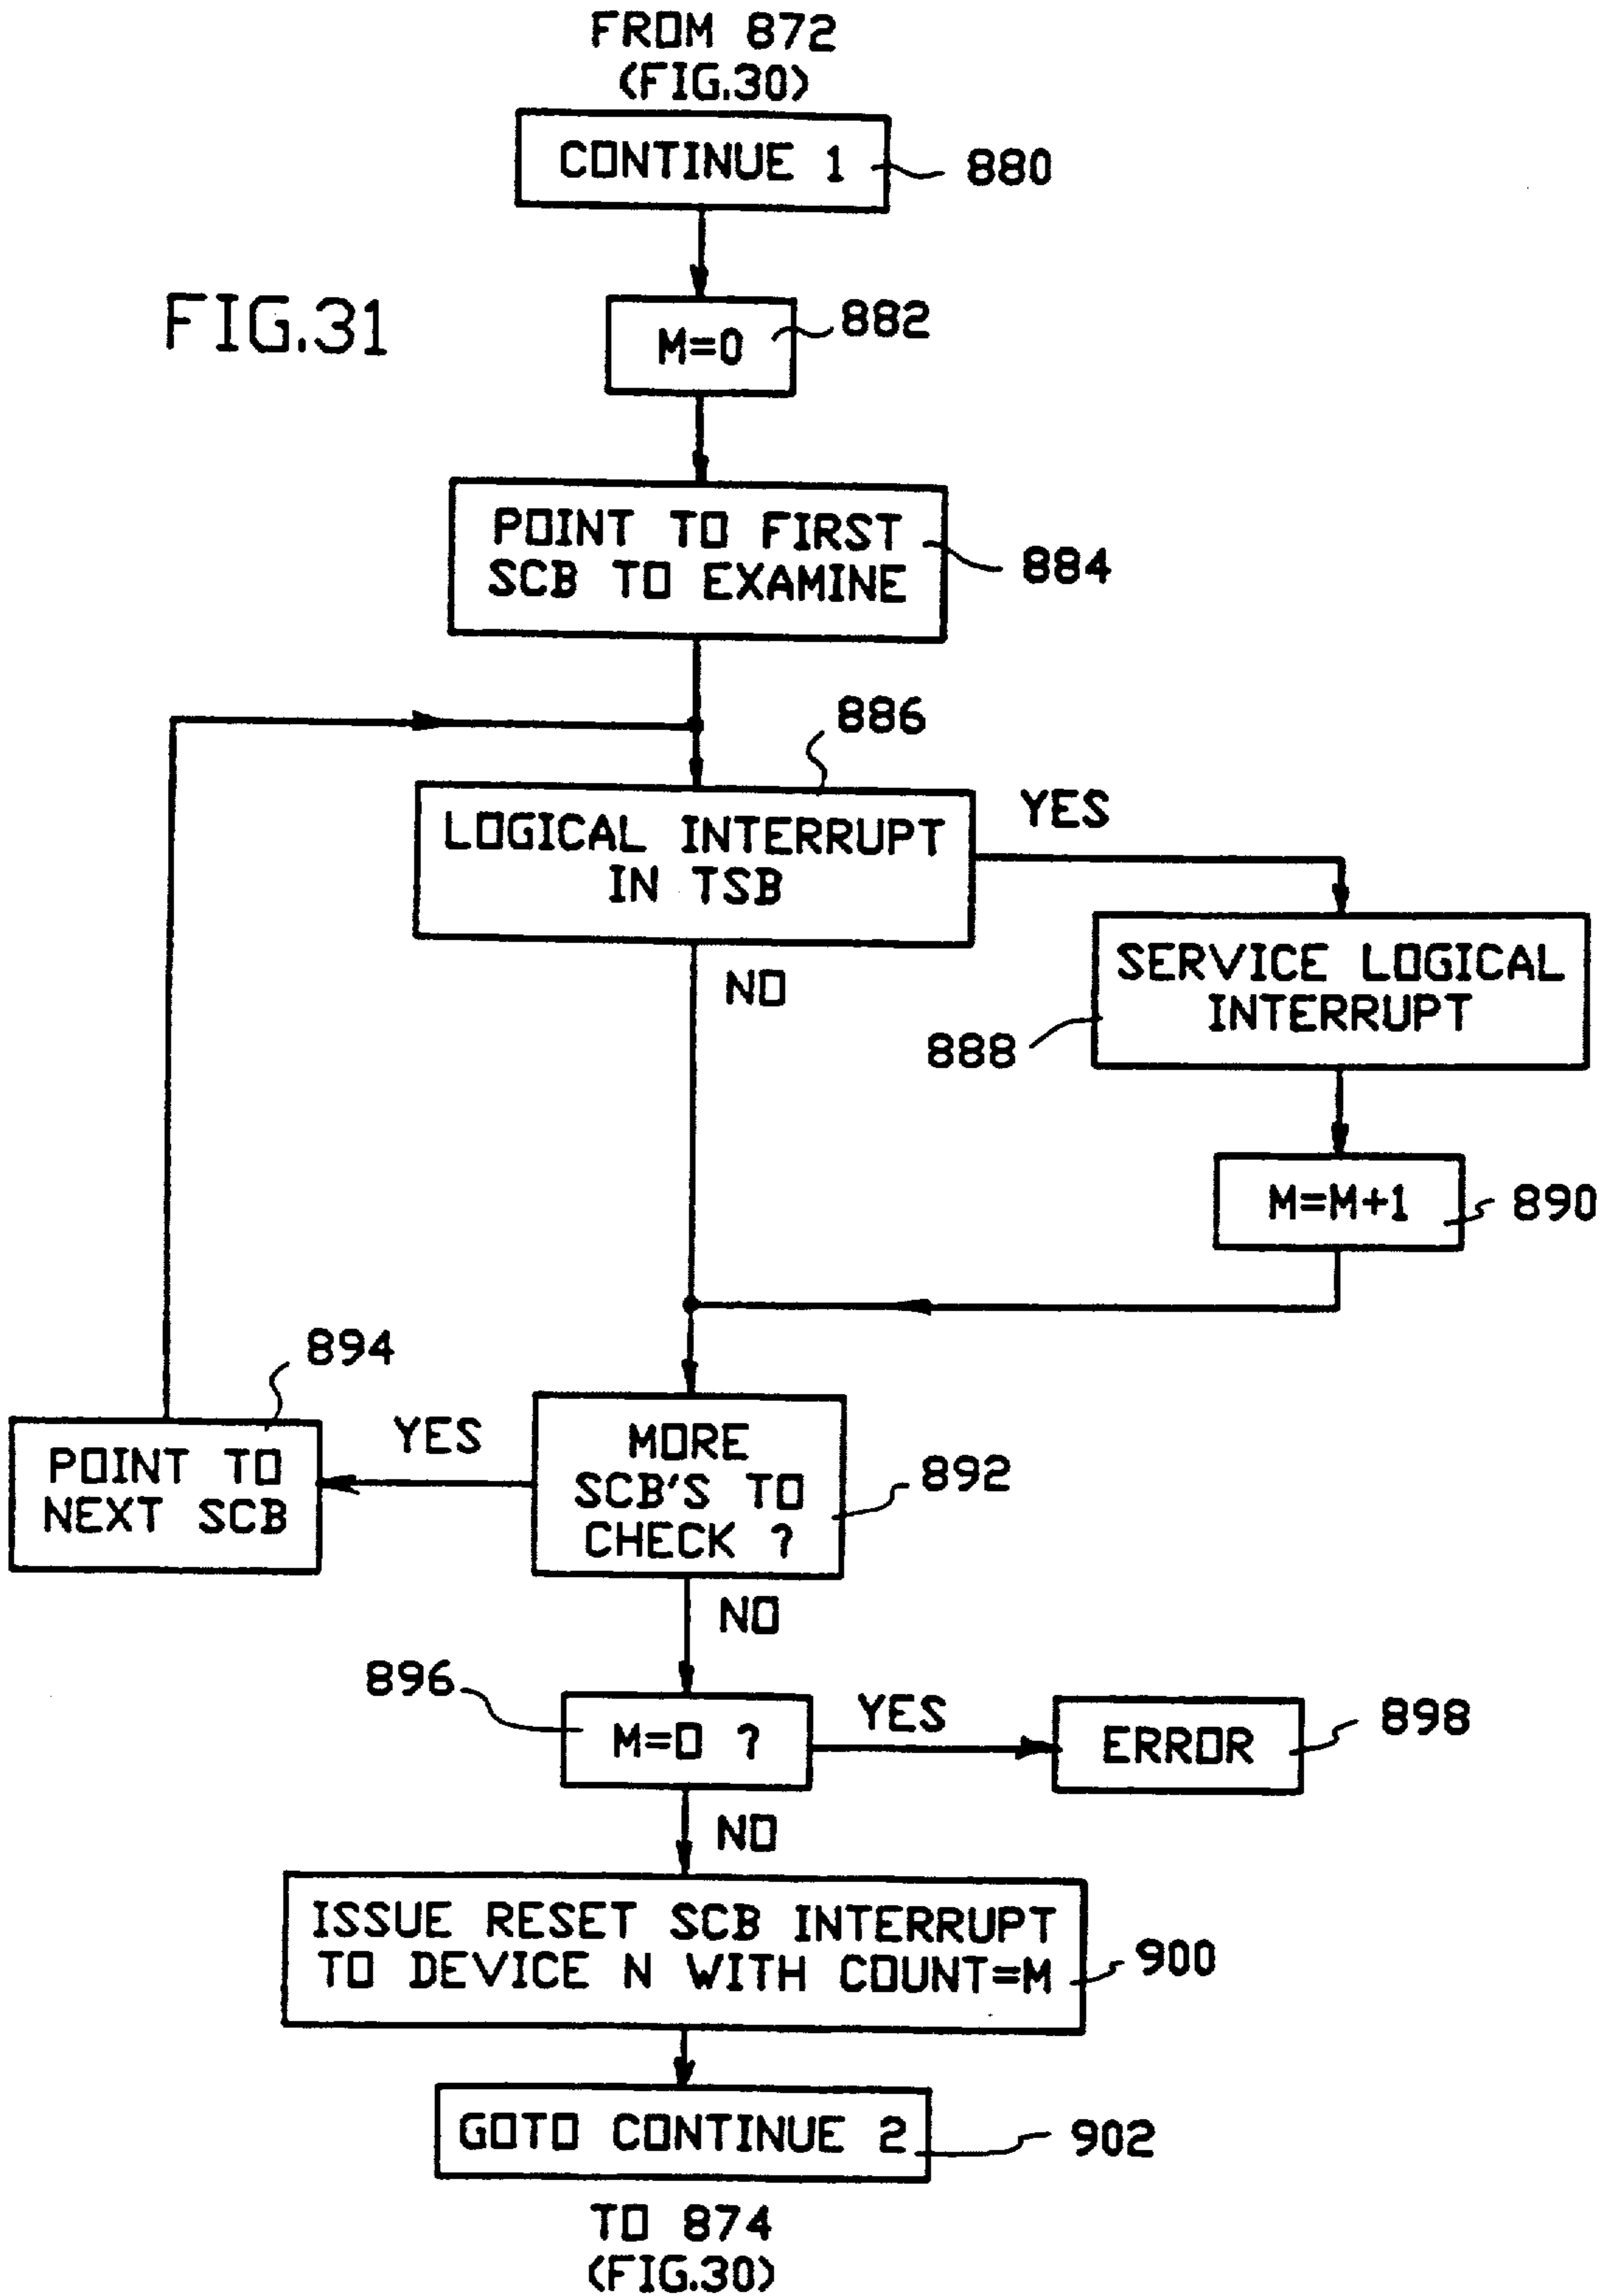 FROM 872
(FIG.30)
CONTINUE 1
880
FIG.31
M=0
882
POINT TO FIRST
SCB TO EXAMINE
884
886
LOGICAL INTERRUPT
IN TSB
YES
NO
SERVICE LOGICAL
INTERRUPT
888
M=M+1
890
894
POINT TO
NEXT SCB
YES
MORE
SCB'S TO
CHECK ?
892
NO
896
M=0 ?
YES
ERROR
898
NO
ISSUE RESET SCB INTERRUPT
TO DEVICE N WITH COUNT=M
900
GOTO CONTINUE 2
902
TO 874
(FIG.30)